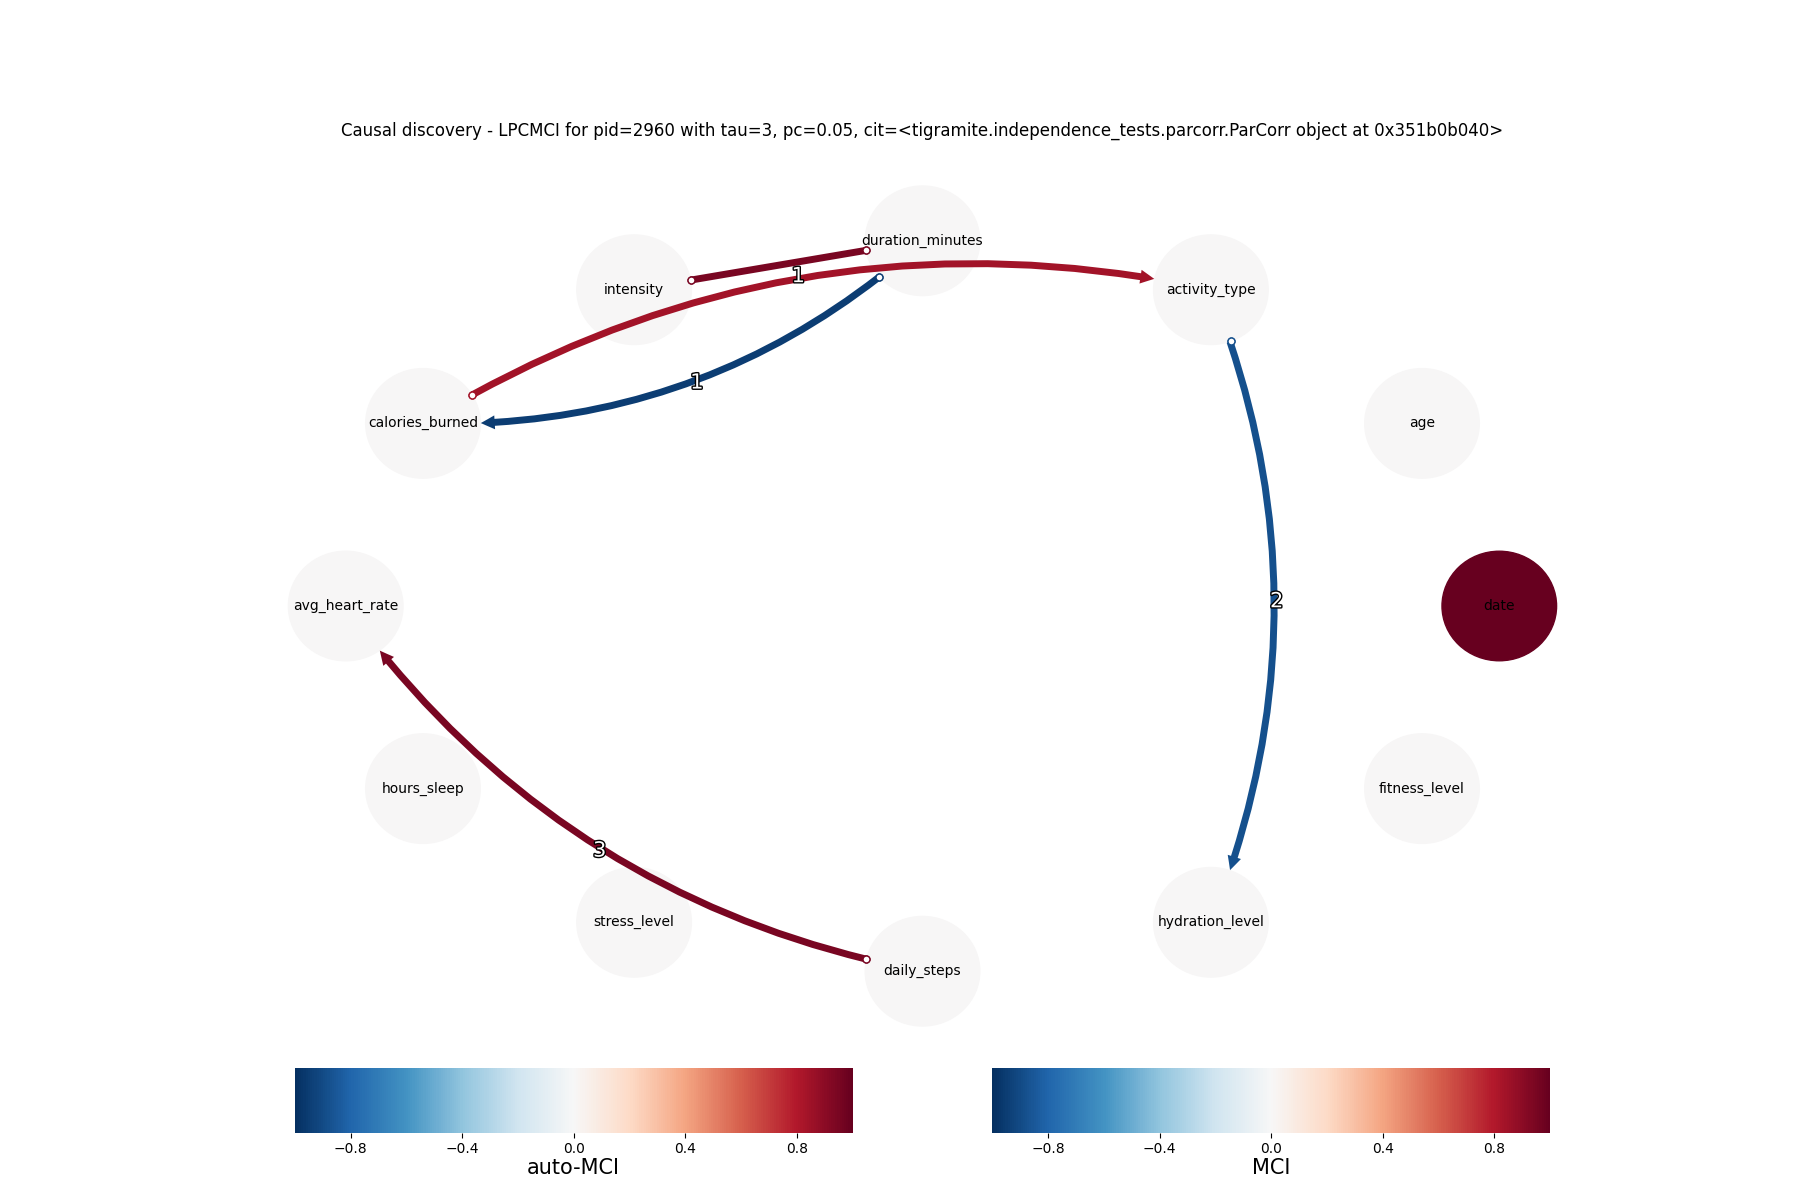 Causal discovery - LPCMCI for pid=2960 with tau=3, pc=0.05, cit=<tigramite.independence_tests.parcorr.ParCorr object at 0x351b0b040>
duration_minutes
intensity
activity_type
1
1
calories_burned
age
2
avg_heart_rate
date
hours_sleep
fitness_level
3
stress_level
hydration_level
daily_steps
−0.8 −0.4 0.0 0.4 0.8
auto-MCI
−0.8 −0.4 0.0 0.4 0.8
MCI